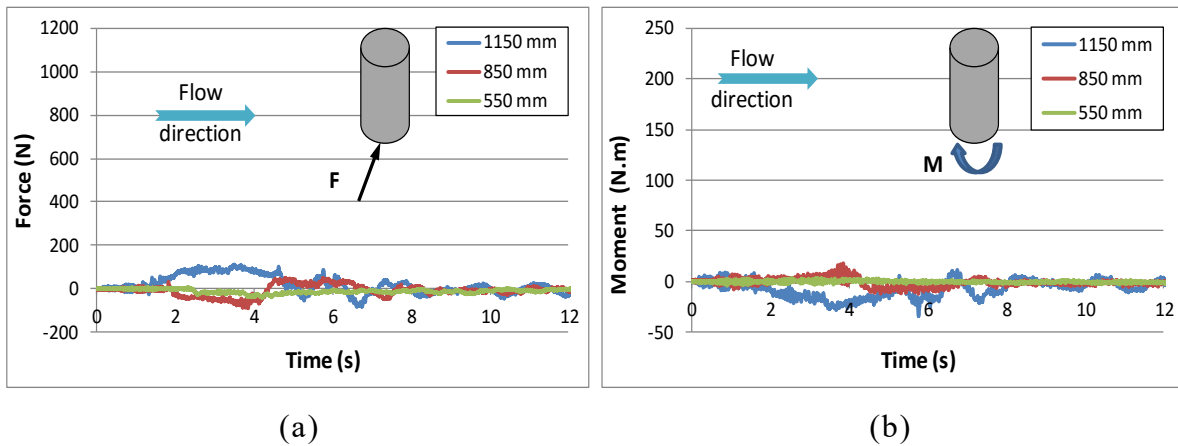 1200
1000
800
600
400
200
0
-200
Force (N)
0 2 4 6 8 10 12
Time (s)
Flow
direction
F
1150 mm
850 mm
550 mm
(a)
250
200
150
100
50
0
-50
Moment (N.m)
0 2 4 6 8 10 12
Time (s)
Flow
direction
M
1150 mm
850 mm
550 mm
(b)